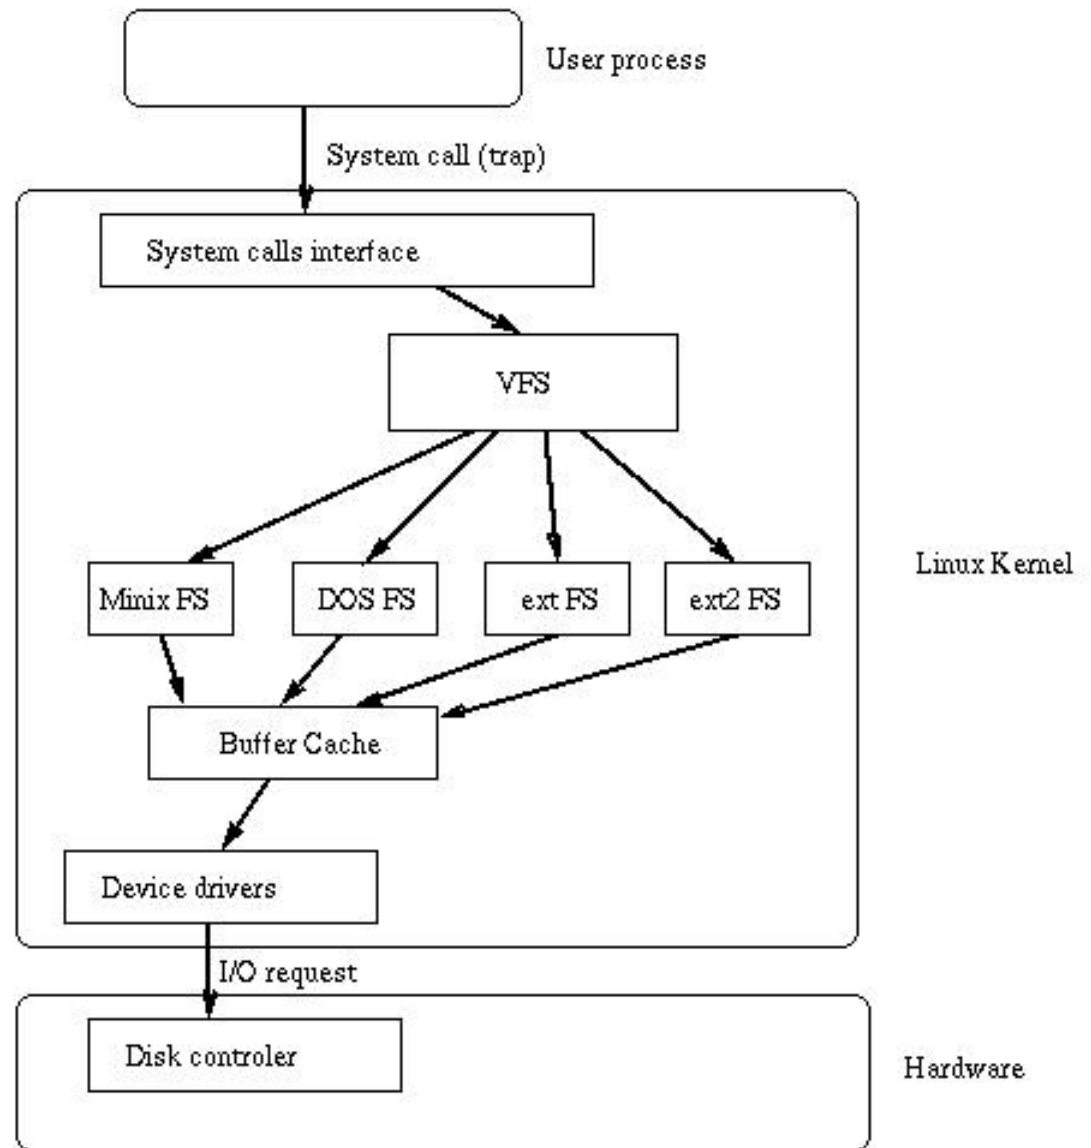 User process
System call (trap)
System calls interface
VFS
Linux Kernel
Minix FS
DOS FS
ext FS
ext2 FS
Buffer Cache
Device drivers
I/O request
Disk controler
Hardware